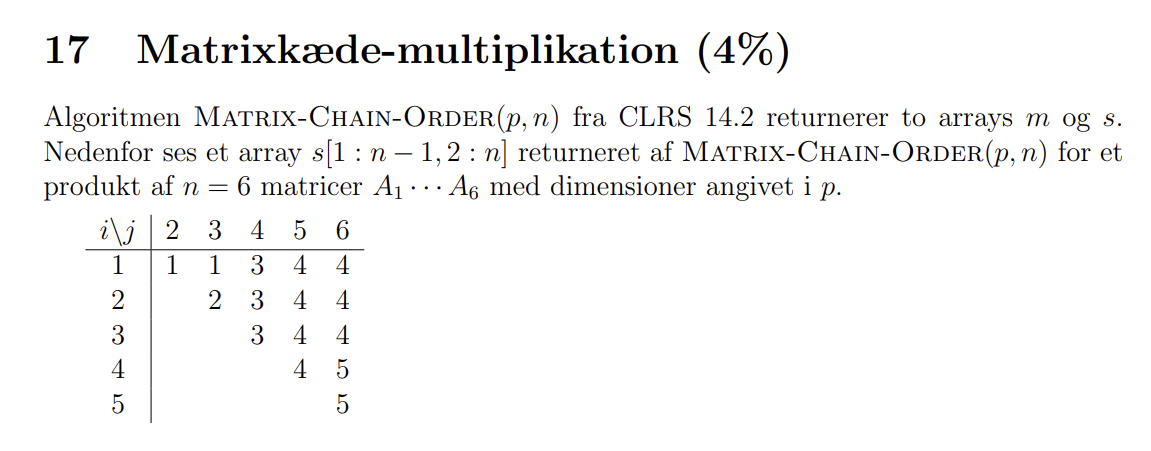 17 Matrixkæde-multiplikation (4%)
Algoritmen MATRIX-CHAIN-ORDER(p, n) fra CLRS 14.2 returnerer to arrays m og s.
Nedenfor ses et array s[1 : n − 1, 2 : n] returneret af MATRIX-CHAIN-ORDER(p, n) for et
produkt af n = 6 matricer A₁ ··· A₆ med dimensioner angivet i p.
i\j 2 3 4 5 6
1 1 1 3 4 4
2 2 3 4 4
3 3 4 4
4 4 5
5 5